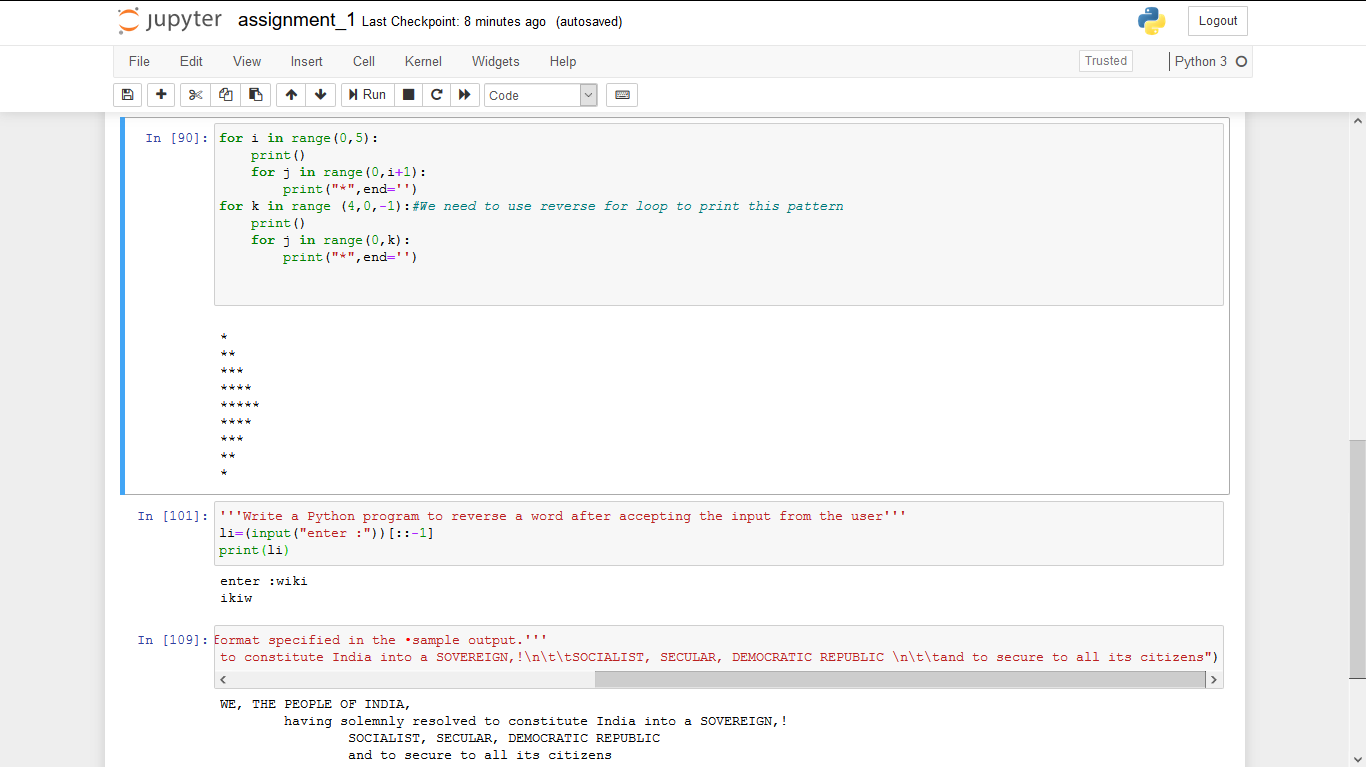 jupyter assignment_1 Last Checkpoint: 8 minutes ago (autosaved)
Logout
File Edit View Insert Cell Kernel Widgets Help
Trusted
Python 3
Run
Code
In [90]:
for i in range(0,5):
    print()
    for j in range(0,i+1):
        print("*",end='')
for k in range (4,0,-1):#We need to use reverse for loop to print this pattern
    print()
    for j in range(0,k):
        print("*",end='')
*
**
***
****
*****
****
***
**
*
In [101]:
'''Write a Python program to reverse a word after accepting the input from the user'''
li=(input("enter :"))[::-1]
print(li)
enter :wiki
ikiw
In [109]:
format specified in the •sample output.'''
to constitute India into a SOVEREIGN,!\n\t\tSOCIALIST, SECULAR, DEMOCRATIC REPUBLIC \n\t\tand to secure to all its citizens")
WE, THE PEOPLE OF INDIA,
        having solemnly resolved to constitute India into a SOVEREIGN,!
                SOCIALIST, SECULAR, DEMOCRATIC REPUBLIC
                and to secure to all its citizens